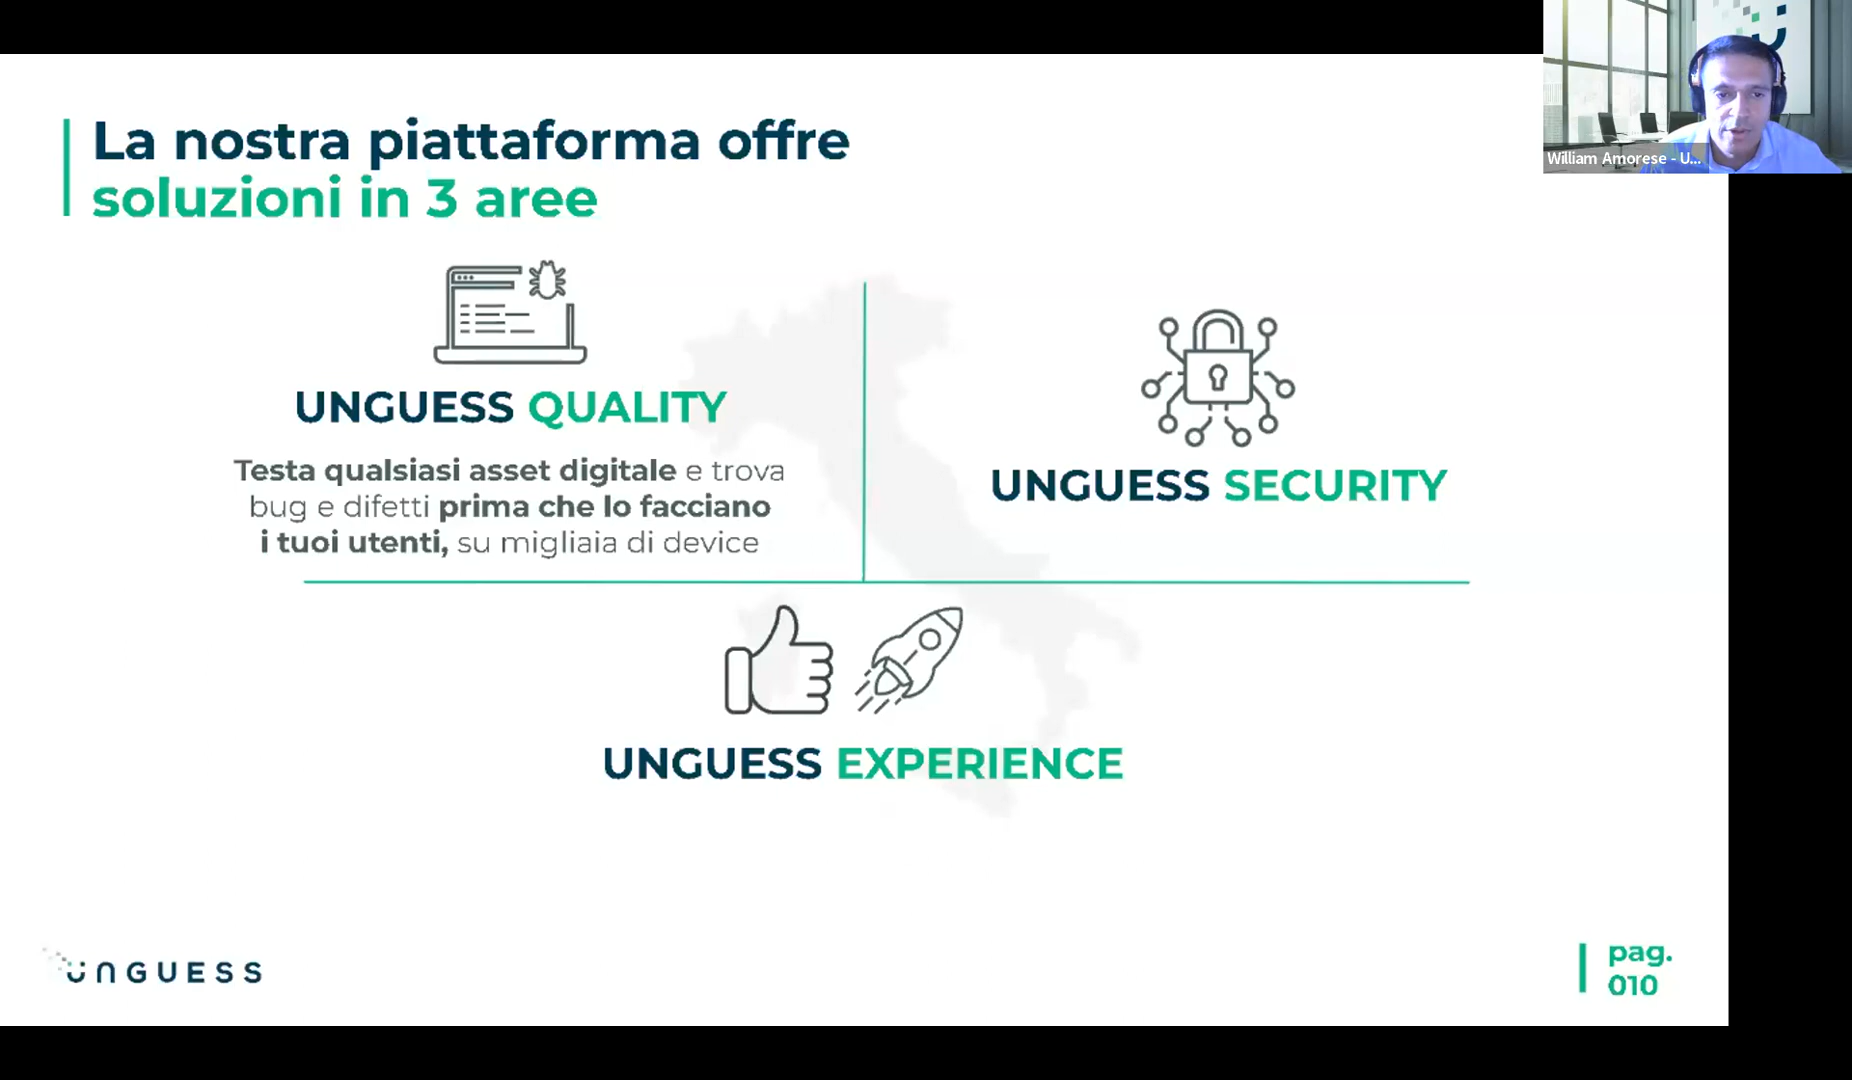 William Amorese - U...
La nostra piattaforma offre
soluzioni in 3 aree
UNGUESS QUALITY
Testa qualsiasi asset digitale e trova
bug e difetti prima che lo facciano
i tuoi utenti, su migliaia di device
UNGUESS SECURITY
UNGUESS EXPERIENCE
UNGUESS
pag.
010